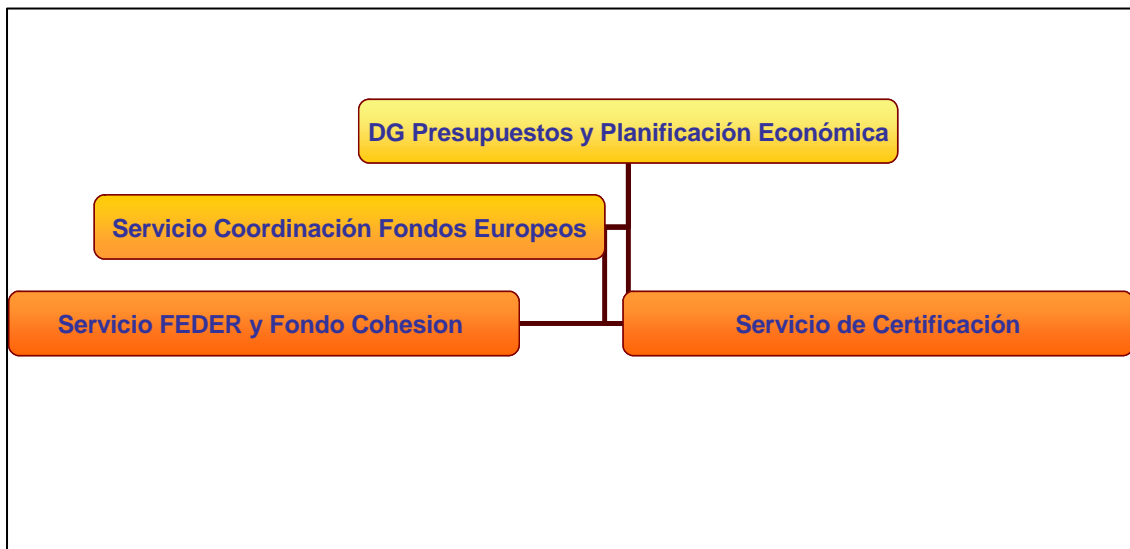 DG Presupuestos y Planificación Económica
Servicio Coordinación Fondos Europeos
Servicio FEDER y Fondo Cohesion
Servicio de Certificación